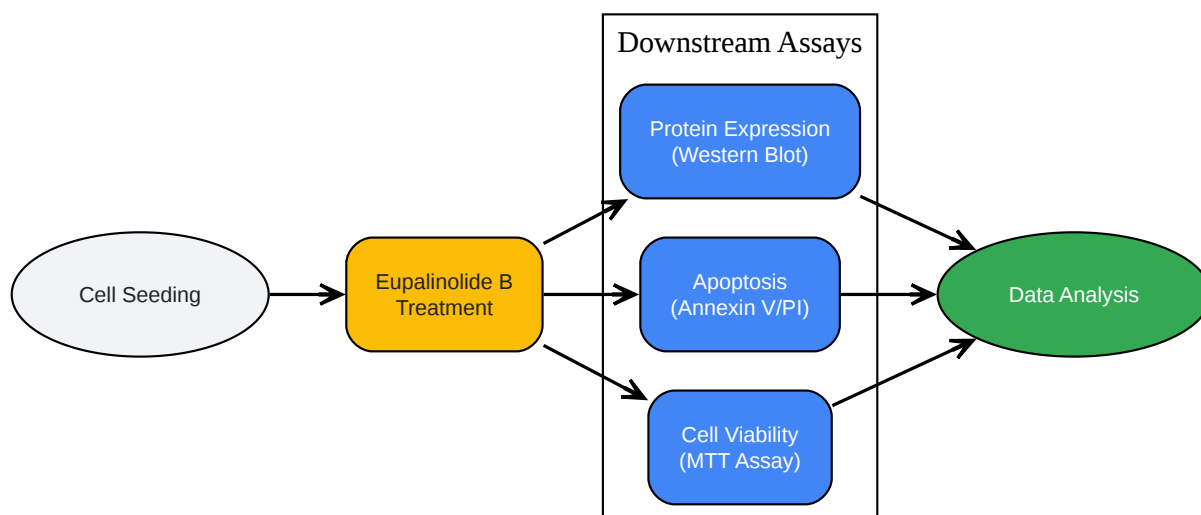 Downstream Assays
Protein Expression
(Western Blot)
Cell Seeding
Eupalinolide B
Treatment
Apoptosis
(Annexin V/PI)
Data Analysis
Cell Viability
(MTT Assay)